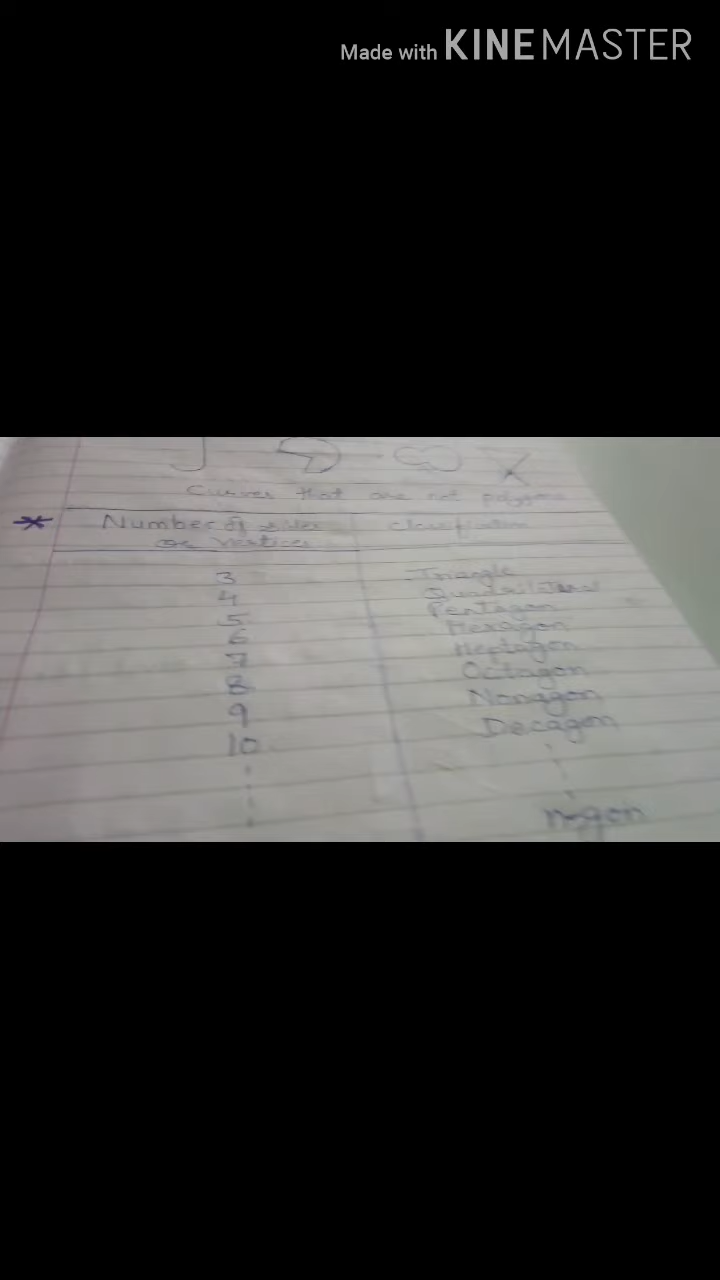 Made with KINEMASTER
Curves that are not polygons
* Number of sides Classification
or vertices
3 Triangle
4 Quadrilateral
5 Pentagon
6 Hexagon
7 Heptagon
8 Octagon
9 Nonagon
10 Decagon
n-gon